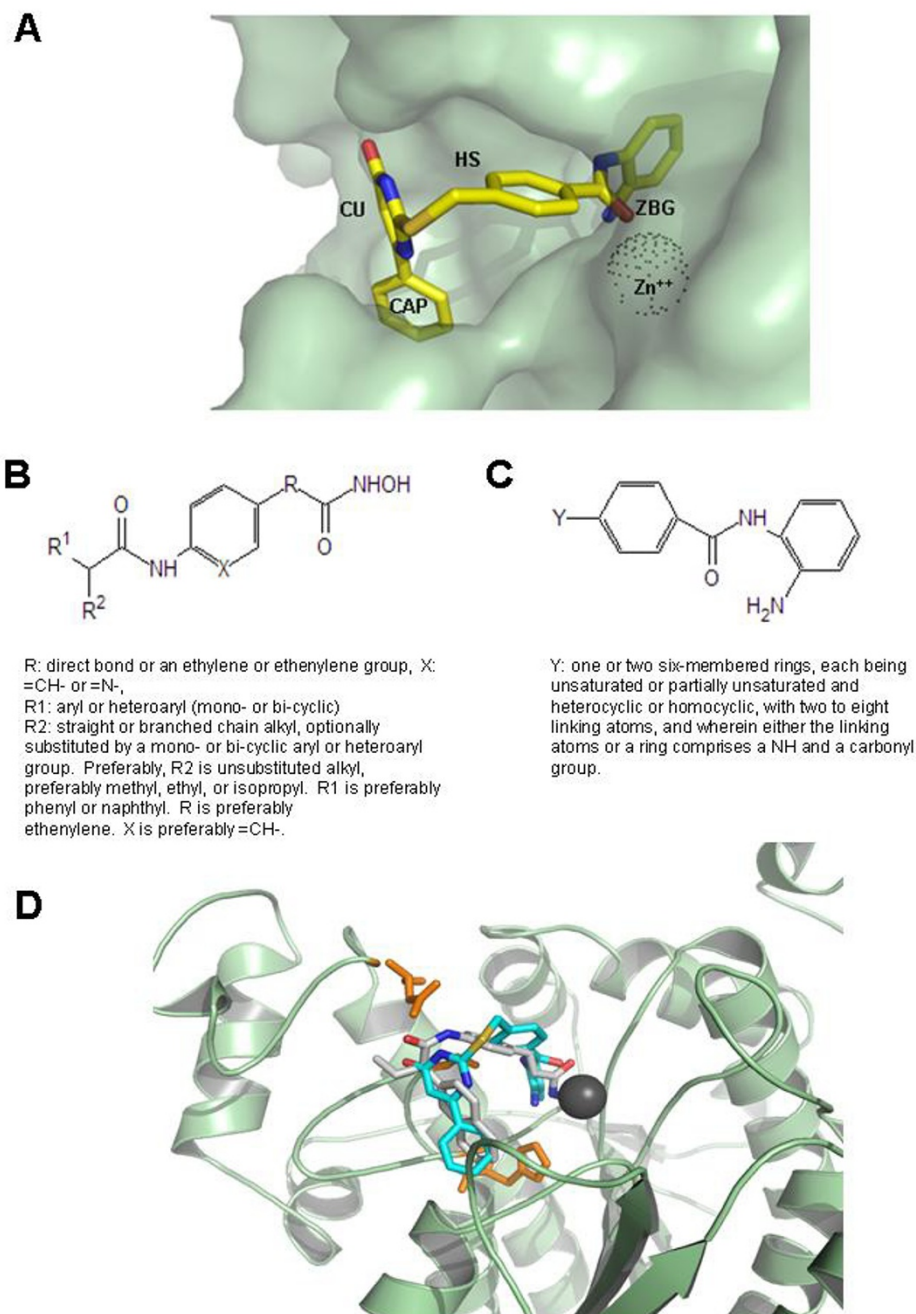 A
HS
CU
ZBG
Zn++
CAP
B
C
O
R
NHOH
R1
NH
X
O
R2
Y
NH
O
H2N
R: direct bond or an ethylene or ethenylene group, X:
=CH- or =N-,
R1: aryl or heteroaryl (mono- or bi-cyclic)
R2: straight or branched chain alkyl, optionally
substituted by a mono- or bi-cyclic aryl or heteroaryl
group. Preferably, R2 is unsubstituted alkyl,
preferably methyl, ethyl, or isopropyl. R1 is preferably
phenyl or naphthyl. R is preferably
ethenylene. X is preferably =CH-.
Y: one or two six-membered rings, each being
unsaturated or partially unsaturated and
heterocyclic or homocyclic, with two to eight
linking atoms, and wherein either the linking
atoms or a ring comprises a NH and a carbonyl
group.
D